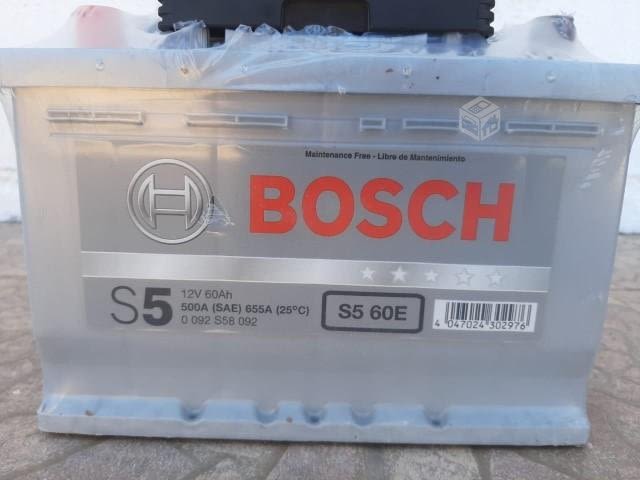 Maintenance Free - Libre de Mantenimiento
BOSCH
S5 12V 60Ah
500A (SAE) 655A (25°C)
0 092 S58 092
S5 60E
4 047024 302976